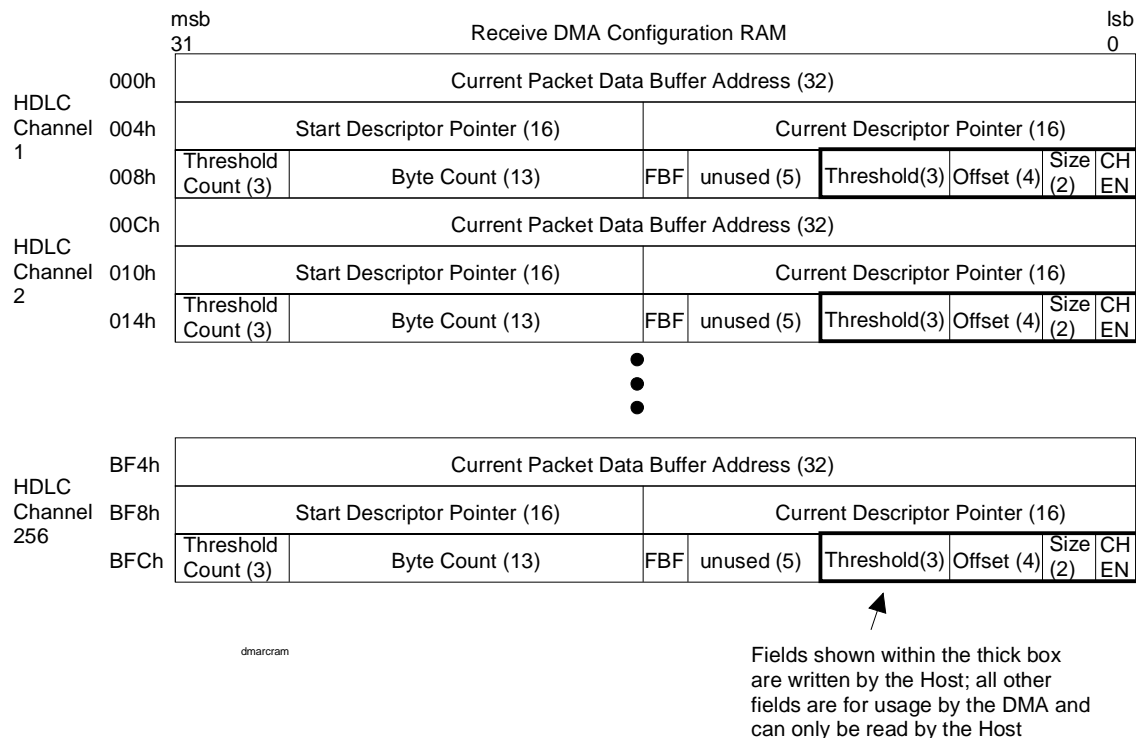 msb
31
Receive DMA Configuration RAM
lsb
0
HDLC
Channel
1
000h
Current Packet Data Buffer Address (32)
004h
Start Descriptor Pointer (16)
Current Descriptor Pointer (16)
008h
Threshold
Count (3)
Byte Count (13)
FBF
unused (5)
Threshold(3)
Offset (4)
Size
(2)
CH
EN
HDLC
Channel
2
00Ch
Current Packet Data Buffer Address (32)
010h
Start Descriptor Pointer (16)
Current Descriptor Pointer (16)
014h
Threshold
Count (3)
Byte Count (13)
FBF
unused (5)
Threshold(3)
Offset (4)
Size
(2)
CH
EN
HDLC
Channel
256
BF4h
Current Packet Data Buffer Address (32)
BF8h
Start Descriptor Pointer (16)
Current Descriptor Pointer (16)
BFCh
Threshold
Count (3)
Byte Count (13)
FBF
unused (5)
Threshold(3)
Offset (4)
Size
(2)
CH
EN
dmarcram
Fields shown within the thick box
are written by the Host; all other
fields are for usage by the DMA and
can only be read by the Host